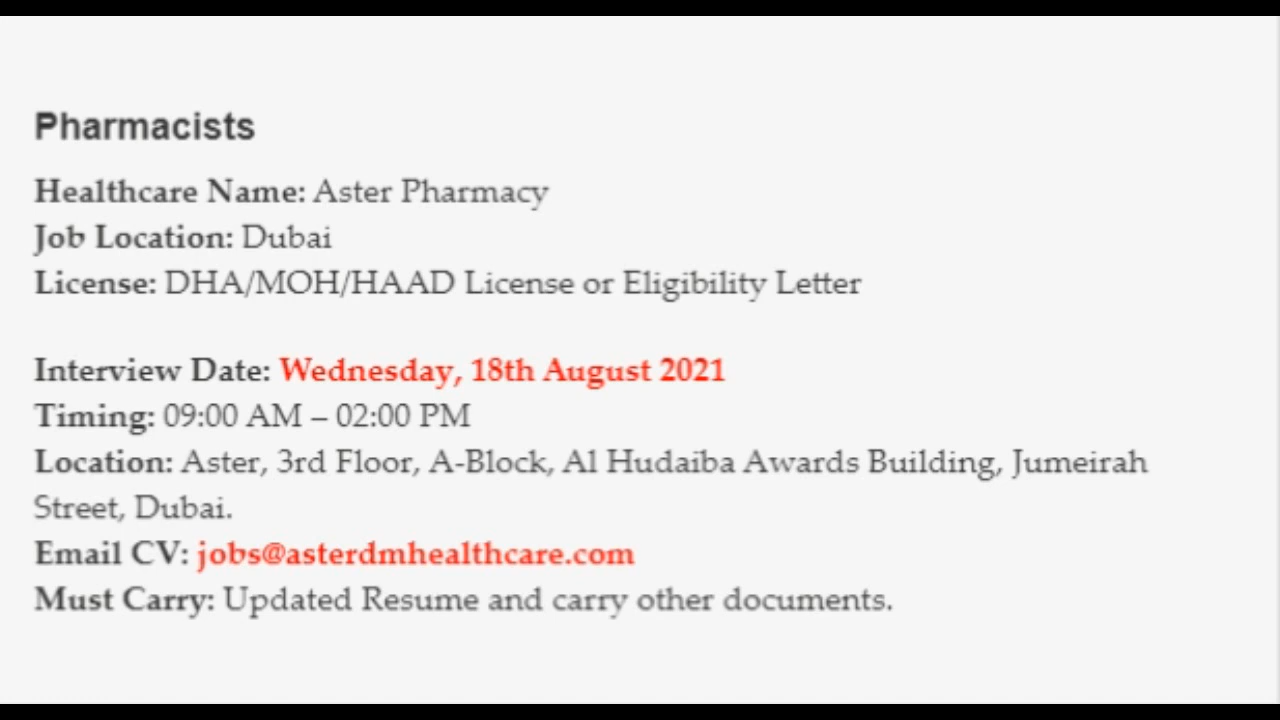 Pharmacists
Healthcare Name: Aster Pharmacy
Job Location: Dubai
License: DHA/MOH/HAAD License or Eligibility Letter
Interview Date: Wednesday, 18th August 2021
Timing: 09:00 AM – 02:00 PM
Location: Aster, 3rd Floor, A-Block, Al Hudaiba Awards Building, Jumeirah
Street, Dubai.
Email CV: jobs@asterdmhealthcare.com
Must Carry: Updated Resume and carry other documents.